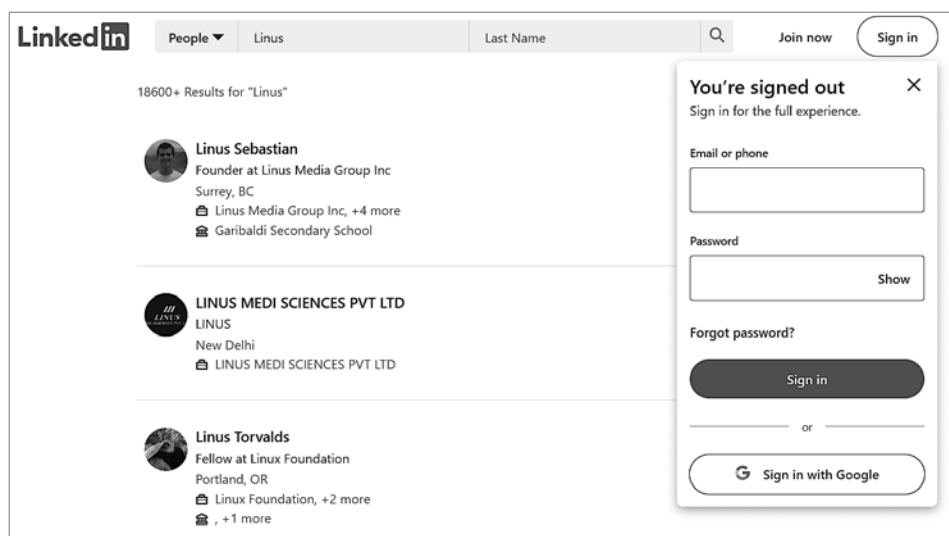 Linked in
People
Linus
Last Name
Join now
Sign in
18600+ Results for "Linus"
Linus Sebastian
Founder at Linus Media Group Inc
Surrey, BC
Linus Media Group Inc, +4 more
Garibaldi Secondary School
LINUS MEDI SCIENCES PVT LTD
LINUS
New Delhi
LINUS MEDI SCIENCES PVT LTD
Linus Torvalds
Fellow at Linux Foundation
Portland, OR
Linux Foundation, +2 more
, +1 more
You're signed out
Sign in for the full experience.
Email or phone
Password
Show
Forgot password?
Sign in
or
G Sign in with Google